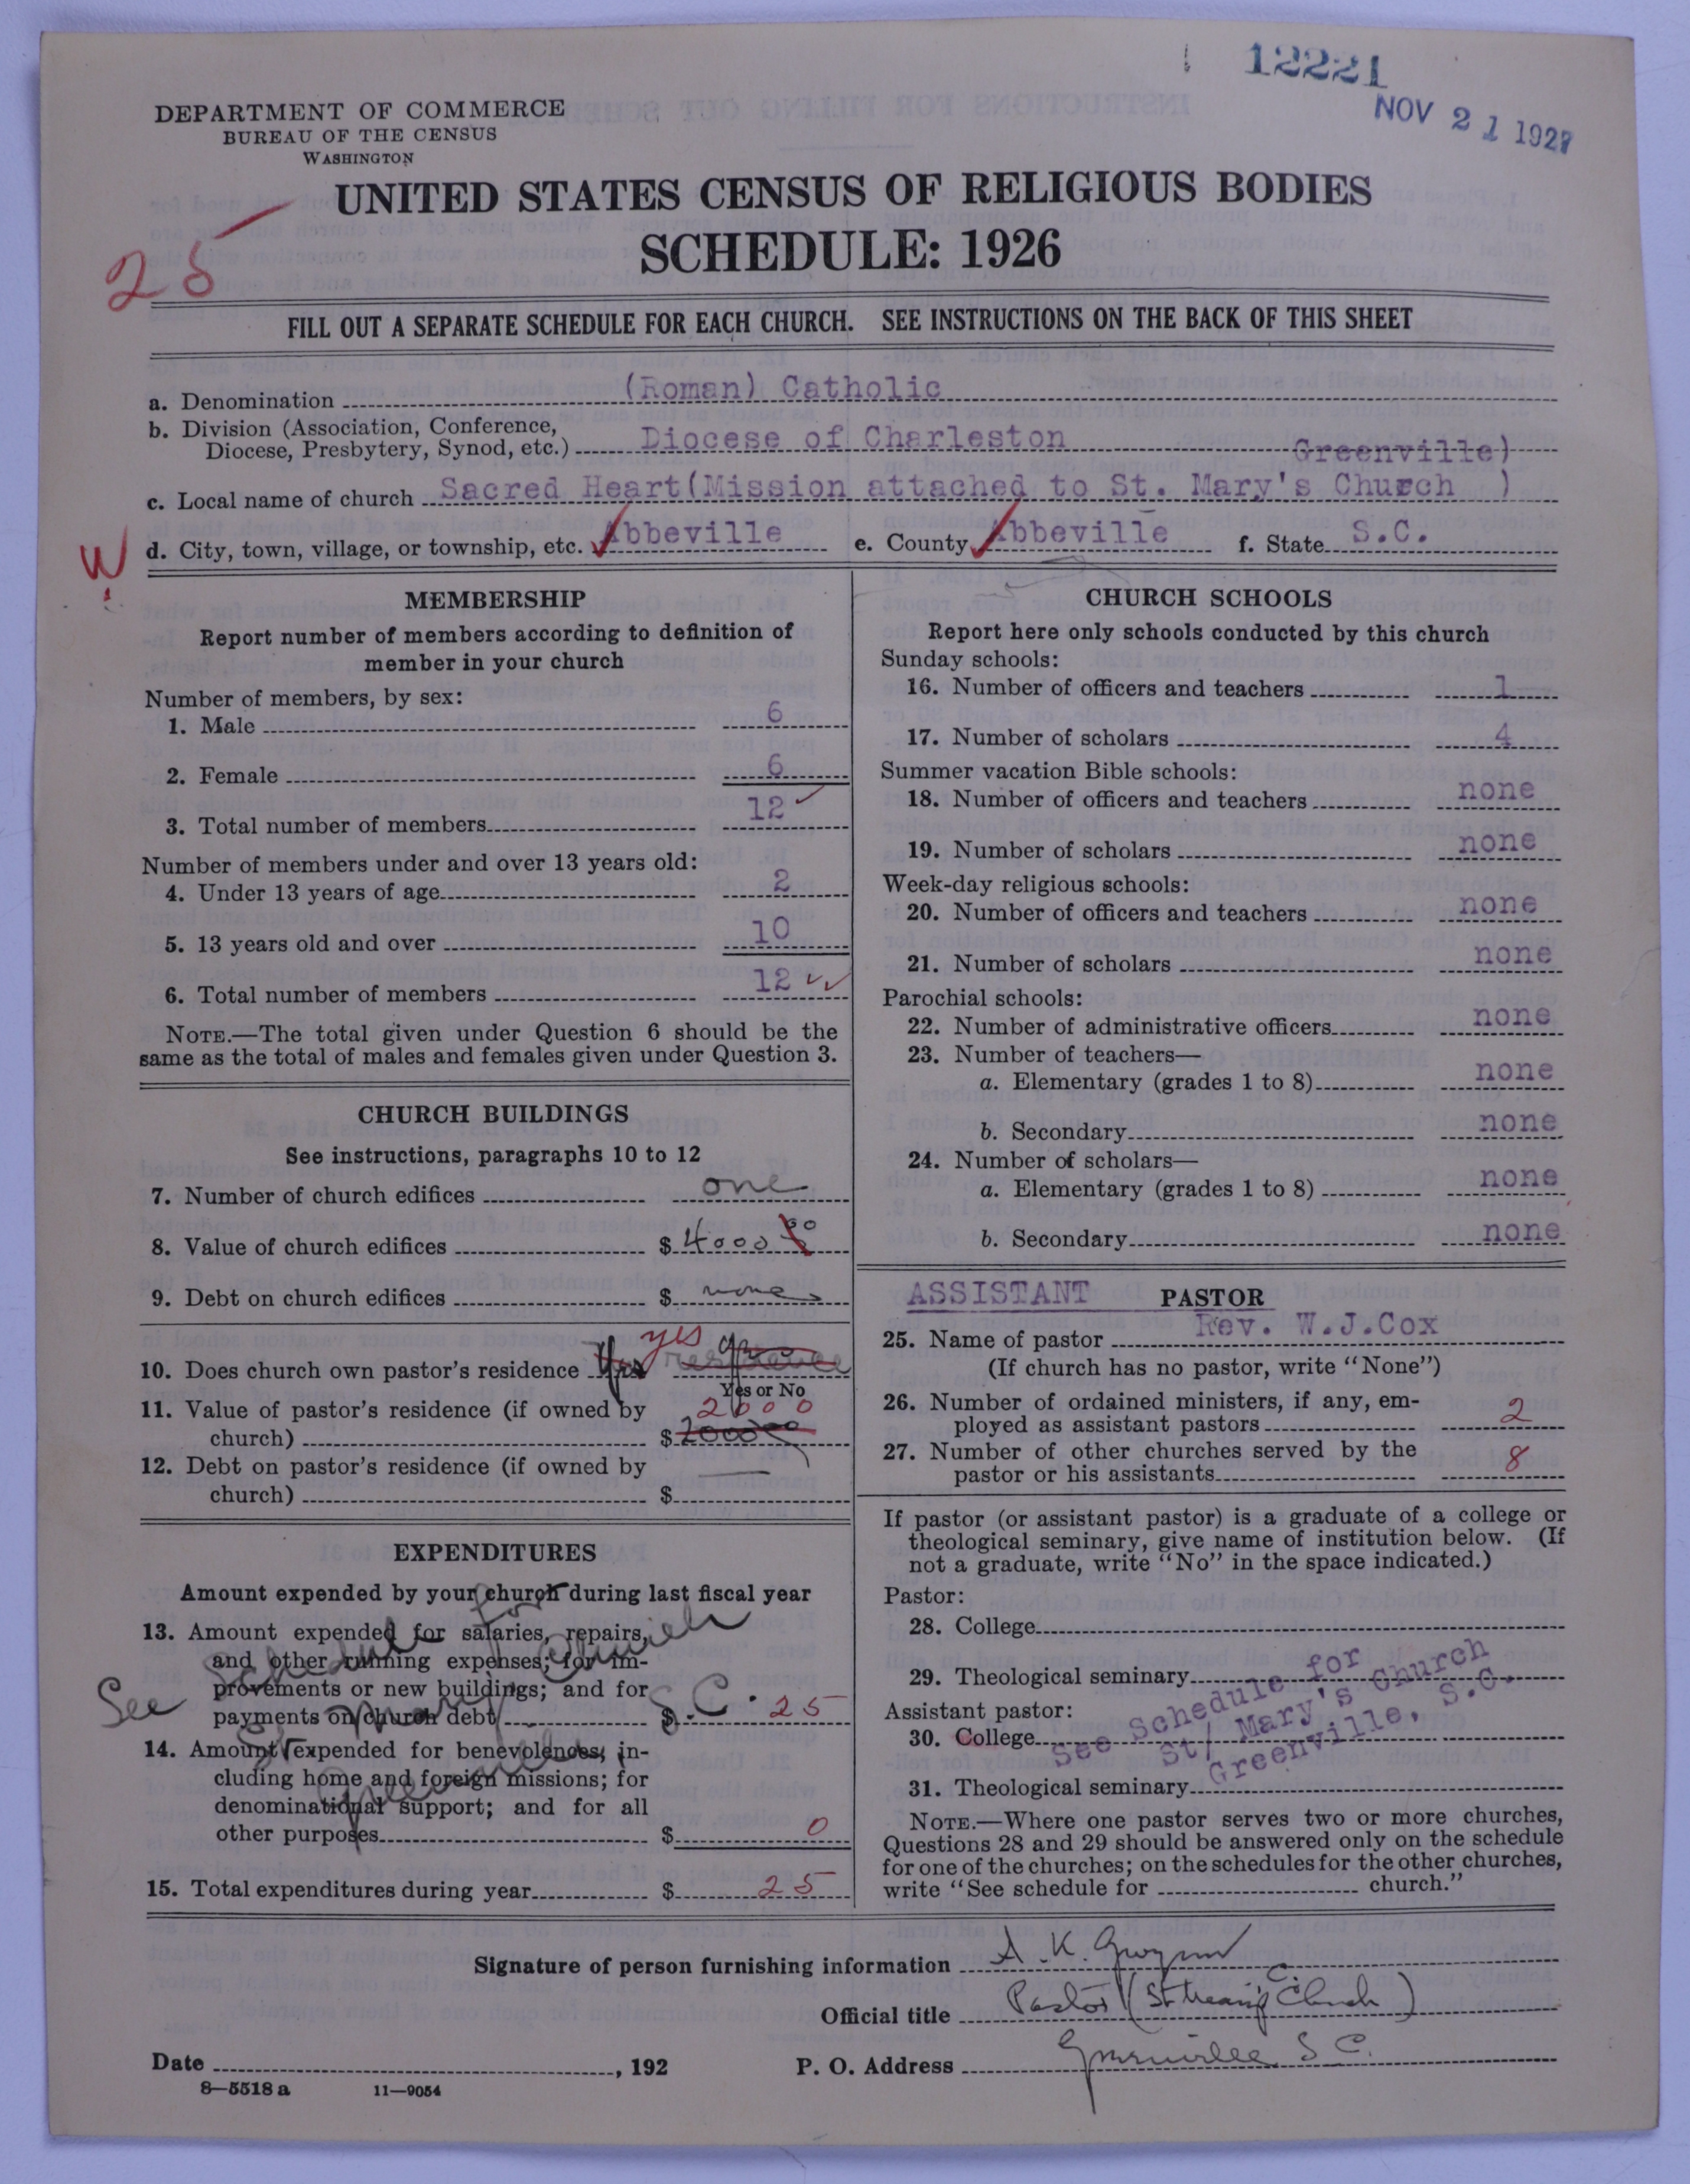 12221
NOV 21 1927
DEPARTMENT OF COMMERCE
BUREAU OF THE CENSUS
WASHINGTON
UNITED STATES CENSUS OF RELIGIOUS BODIES
SCHEDULE: 1926
25
FILL OUT A SEPARATE SCHEDULE FOR EACH CHURCH. SEE INSTRUCTIONS ON THE BACK OF THIS SHEET
a. Denomination (Roman) Catholic
b. Division (Association, Conference,
Diocese, Presbytery, Synod, etc.) Diocese of Charleston Greenville)
c. Local name of church Sacred Heart(Mission attached to St. Mary's Church )
W d. City, town, village, or township, etc. Abbeville e. County Abbeville f. State S.C.
MEMBERSHIP
Report number of members according to definition of
member in your church
Number of members, by sex:
1. Male 6
2. Female 6
3. Total number of members 12
Number of members under and over 13 years old:
4. Under 13 years of age 2
5. 13 years old and over 10
6. Total number of members 12
NOTE.—The total given under Question 6 should be the
same as the total of males and females given under Question 3.
CHURCH BUILDINGS
See instructions, paragraphs 10 to 12
7. Number of church edifices one
8. Value of church edifices $ 4000 00
9. Debt on church edifices $ none
10. Does church own pastor's residence Yes yes residence
Yes or No
11. Value of pastor's residence (if owned by 2000
church) $ 2000 00
12. Debt on pastor's residence (if owned by
church) $
EXPENDITURES
Amount expended by your church during last fiscal year
13. Amount expended for salaries, repairs,
and other running expenses; for im-
provements or new buildings; and for
payments on church debt $ 25
14. Amount expended for benevolences, in-
cluding home and foreign missions; for
denominational support; and for all
other purposes $ 0
15. Total expenditures during year $ 25
See Schedule for
St Mary Church
Greenville S.C.
CHURCH SCHOOLS
Report here only schools conducted by this church
Sunday schools:
16. Number of officers and teachers 1
17. Number of scholars 4
Summer vacation Bible schools:
18. Number of officers and teachers none
19. Number of scholars none
Week-day religious schools:
20. Number of officers and teachers none
21. Number of scholars none
Parochial schools:
22. Number of administrative officers none
23. Number of teachers—
a. Elementary (grades 1 to 8) none
b. Secondary none
24. Number of scholars—
a. Elementary (grades 1 to 8) none
b. Secondary none
ASSISTANT PASTOR
25. Name of pastor Rev. W.J.Cox
(If church has no pastor, write "None")
26. Number of ordained ministers, if any, em-
ployed as assistant pastors 2
27. Number of other churches served by the
pastor or his assistants 8
If pastor (or assistant pastor) is a graduate of a college or
theological seminary, give name of institution below. (If
not a graduate, write "No" in the space indicated.)
Pastor:
28. College
29. Theological seminary
Assistant pastor:
30. College
31. Theological seminary
See Schedule for
St/ Mary's Church
Greenville, S.C.
NOTE.—Where one pastor serves two or more churches,
Questions 28 and 29 should be answered only on the schedule
for one of the churches; on the schedules for the other churches,
write "See schedule for church."
Signature of person furnishing information A. K. Gwynn
Official title Pastor (St Mary's C. Church)
Date , 192 P. O. Address Greenville S C.
8—5518 a 11—9054